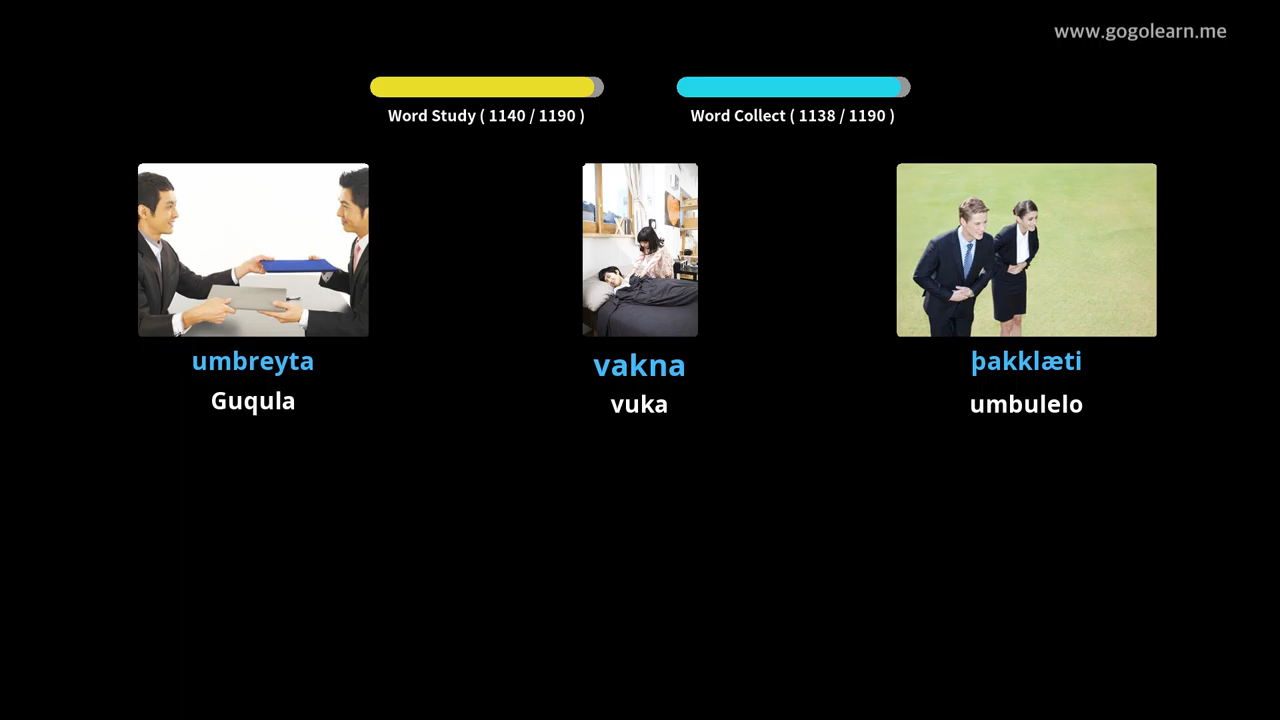 www.gogolearn.me
Word Study ( 1140 / 1190 )
Word Collect ( 1138 / 1190 )
umbreyta
Guqula
vakna
vuka
þakklæti
umbulelo